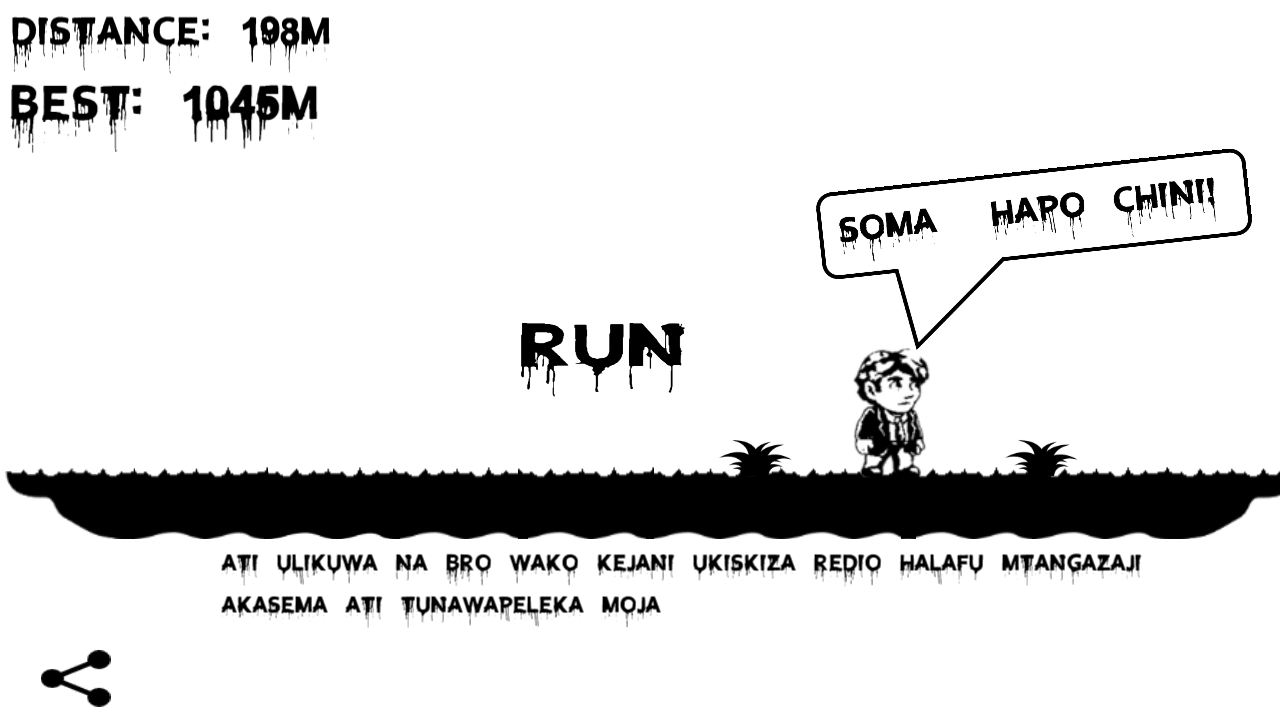 DISTANCE: 198M
BEST: 1045M
SOMA HAPO CHINI!
RUN
ATI ULIKUWA NA BRO WAKO KEJANI UKISKIZA REDIO HALAFU MTANGAZAJI
AKASEMA ATI TUNAWAPELEKA MOJA